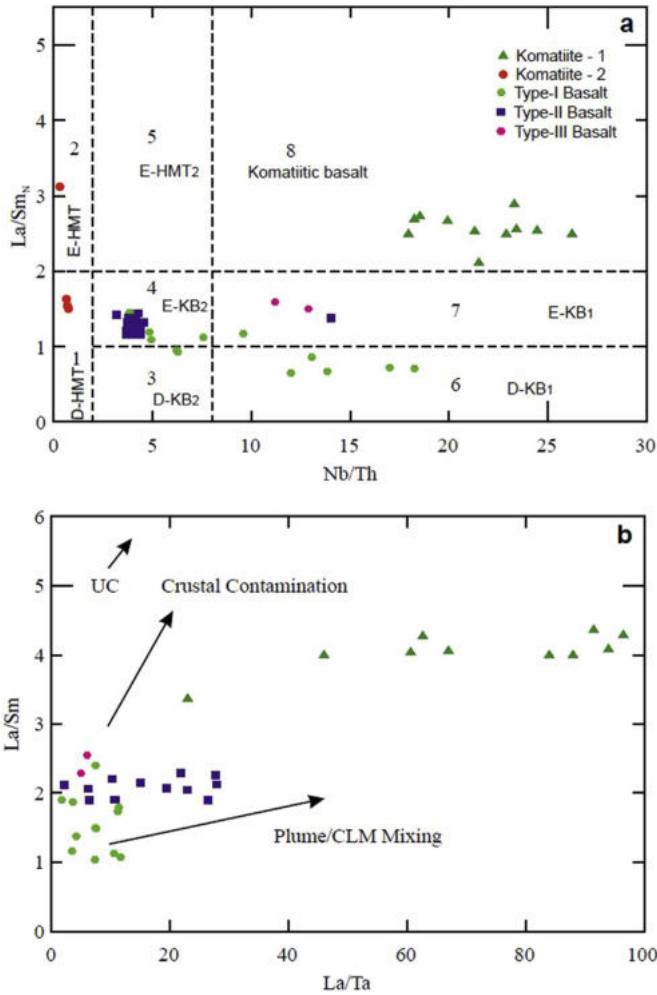 a
5
4
3
2
1
0
La/SmN
Komatiite - 1
Komatiite - 2
Type-I Basalt
Type-II Basalt
Type-III Basalt
2
E-HMT
5
E-HMT2
8
Komatiitic basalt
4
E-KB2
7
E-KB1
1
D-HMT
3
D-KB2
6
D-KB1
0 5 10 15 20 25 30
Nb/Th
b
6
5
4
3
2
1
0
La/Sm
UC Crustal Contamination
Plume/CLM Mixing
0 20 40 60 80 100
La/Ta